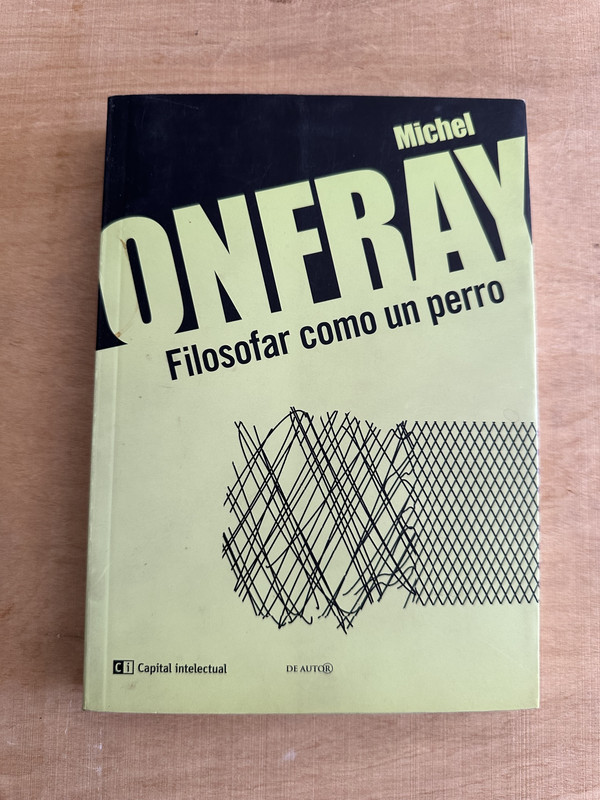 Michel
ONFRAY
Filosofar como un perro
Ci Capital intelectual
DE AUTOR